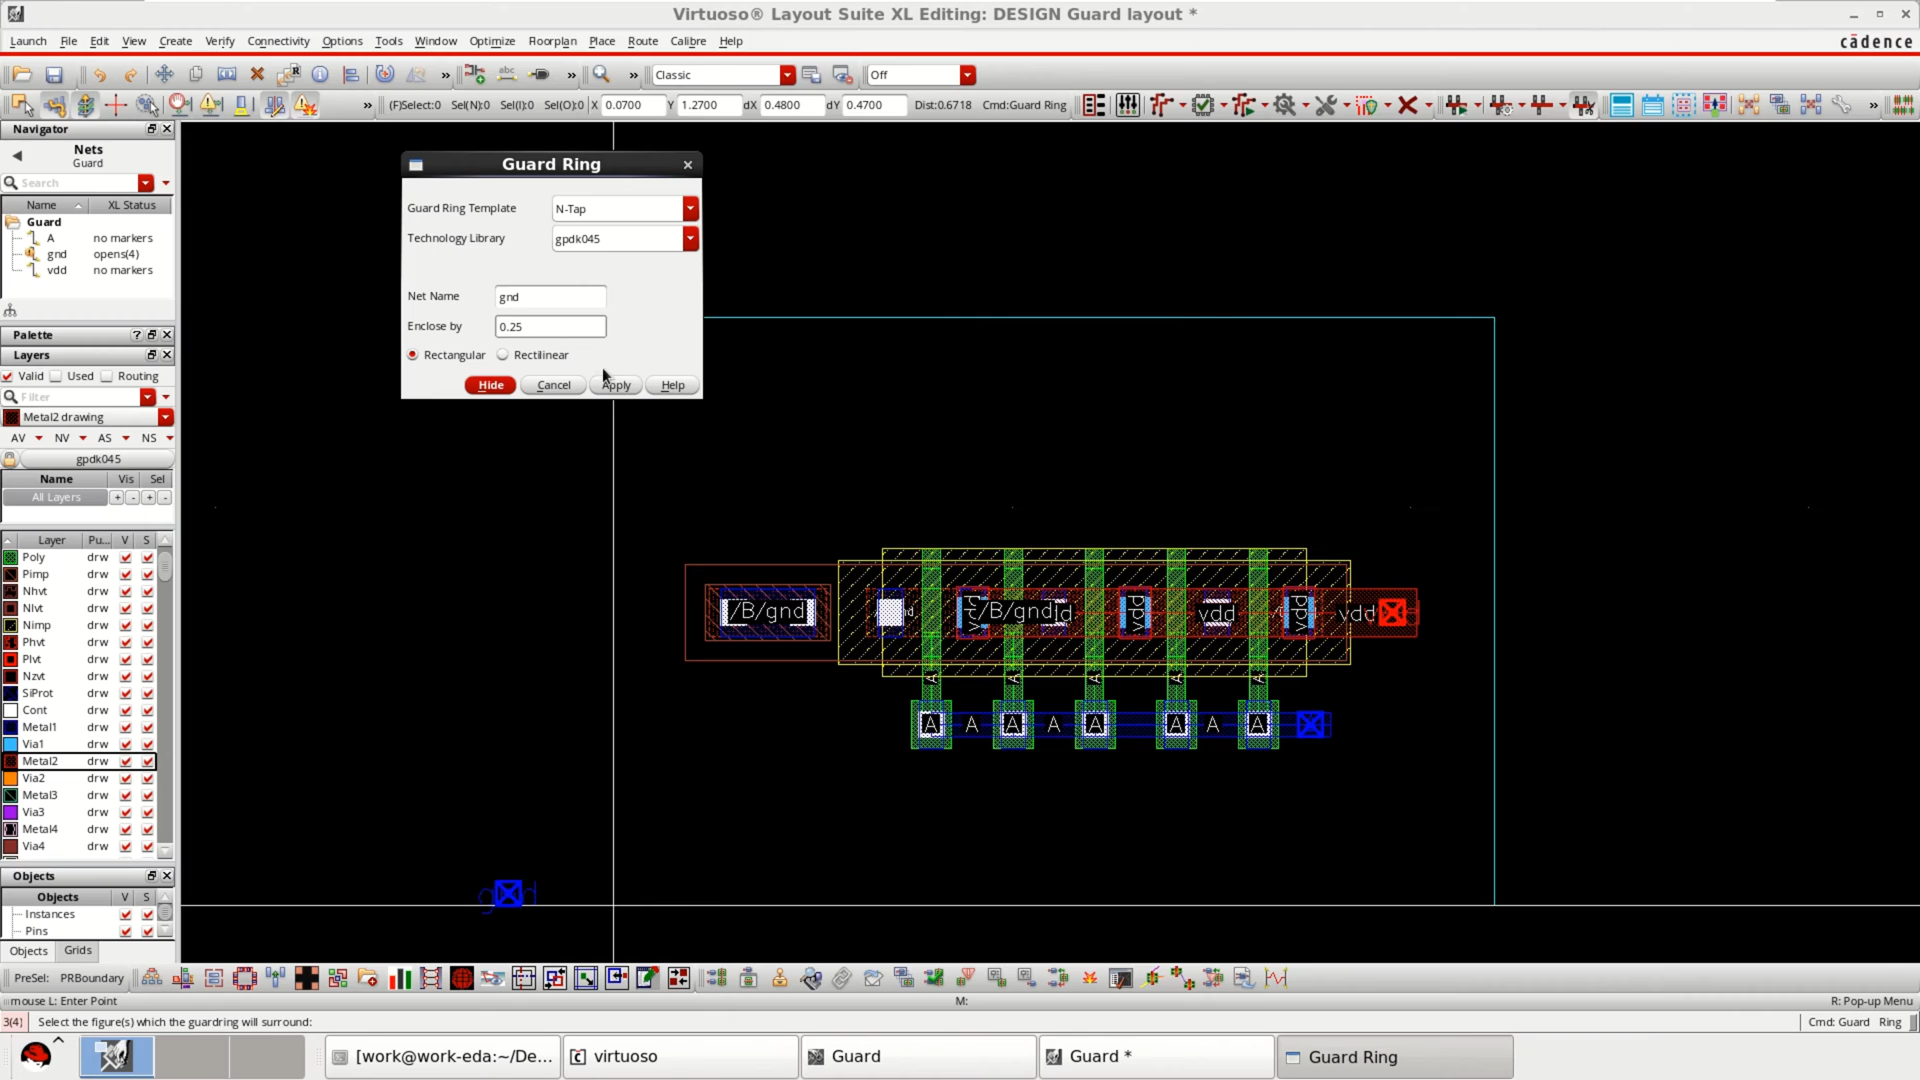 Virtuoso® Layout Suite XL Editing: DESIGN Guard layout *
Launch File Edit View Create Verify Connectivity Options Tools Window Optimize Floorplan Place Route Calibre Help
cādence
abc
»
»
»
Classic
Off
»
(F)Select:0 Sel(N):0 Sel(I):0 Sel(O):0 X 0.0700 Y 1.2700 dX 0.4800 dY 0.4700 Dist:0.6718 Cmd:Guard Ring
»
Navigator
Nets
Guard
Search
Name XL Status
Guard
A no markers
gnd opens(4)
vdd no markers
Palette
?
Layers
Valid Used Routing
Filter
Metal2 drawing
AV NV AS NS
gpdk045
Name Vis Sel
All Layers + - + -
Layer Pu... V S
Poly drw
Pimp drw
Nhvt drw
Nlvt drw
Nimp drw
Phvt drw
Plvt drw
Nzvt drw
SiProt drw
Cont drw
Metal1 drw
Via1 drw
Metal2 drw
Via2 drw
Metal3 drw
Via3 drw
Metal4 drw
Via4 drw
Objects
Objects V S
Instances
Pins
Objects Grids
Guard Ring
Guard Ring Template N-Tap
Technology Library gpdk045
Net Name gnd
Enclose by 0.25
Rectangular Rectilinear
Hide Cancel Apply Help
/B/gnd
/B/gnd
vdd
vdd
vdd
vdd
A A A A A
A A A A A A A A A
PreSel: PRBoundary
mouse L: Enter Point
M:
R: Pop-up Menu
3(4) Select the figure(s) which the guardring will surround:
Cmd: Guard Ring
[work@work-eda:~/De...
virtuoso
Guard
Guard *
Guard Ring